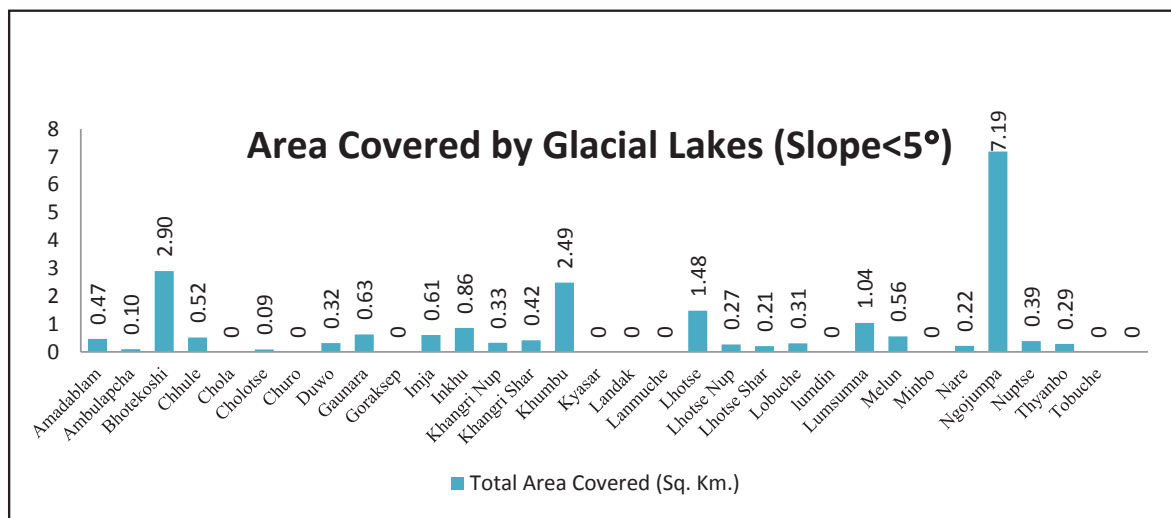 Area Covered by Glacial Lakes (Slope<5°)
8
7
6
5
4
3
2
1
0
0.47
0.10
2.90
0.52
0
0.09
0
0.32
0.63
0
0.61
0.86
0.33
0.42
2.49
0
0
0
1.48
0.27
0.21
0.31
0
1.04
0.56
0
0.22
7.19
0.39
0.29
0
0
Amadablam
Ambulapcha
Bhotekoshi
Chhule
Chola
Cholotse
Churo
Duwo
Gaunara
Goraksep
Imja
Inkhu
Khangri Nup
Khangri Shar
Khumbu
Kyasar
Landak
Lanmuche
Lhotse
Lhotse Nup
Lhotse Shar
Lobuche
lumdin
Lumsumna
Melun
Minbo
Nare
Ngojumpa
Nuptse
Thyanbo
Tobuche
Total Area Covered (Sq. Km.)